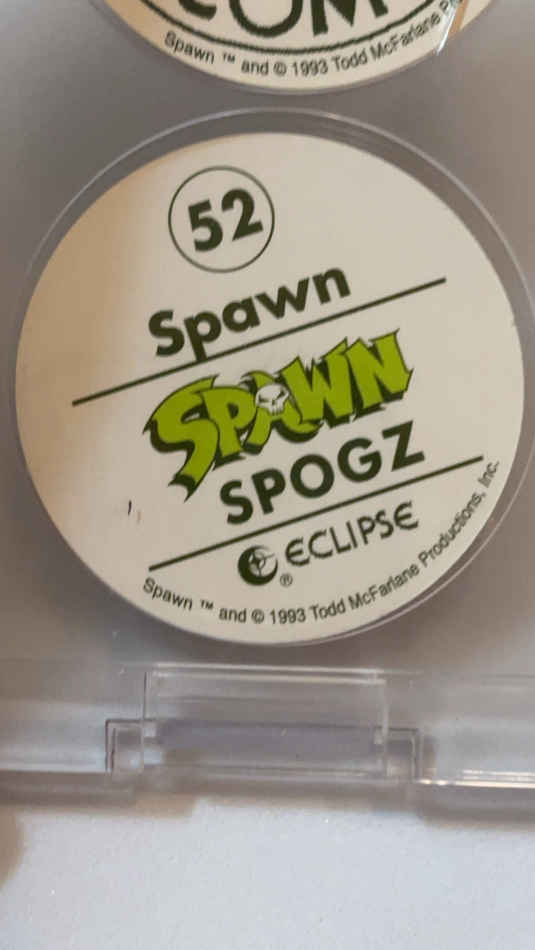 COM
Spawn ™ and © 1993 Todd McFarlane
52
Spawn
SPAWN
SPOGZ
ECLIPSE
®
Spawn ™ and © 1993 Todd McFarlane Productions, Inc.